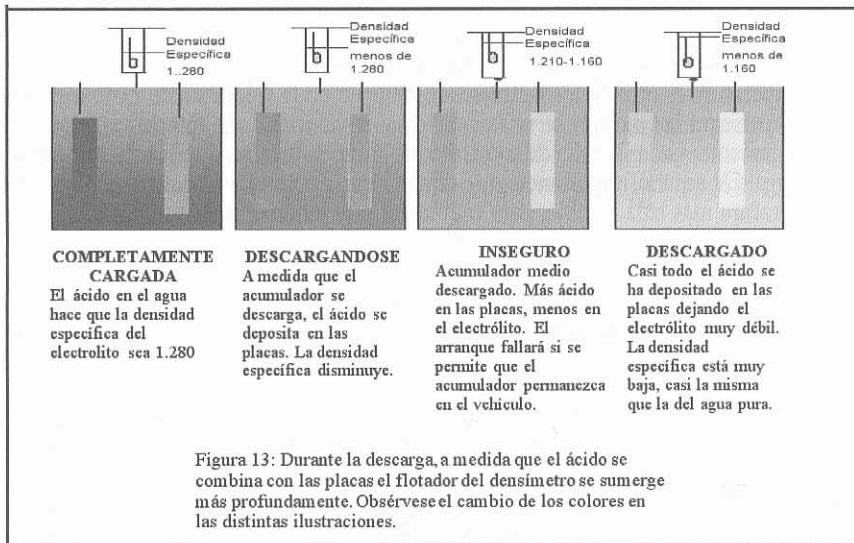 Densidad
Específica
1..280
Densidad
Específica
menos de
1.280
Densidad
Específica
1.210-1.160
Densidad
Específica
menos de
1.160
COMPLETAMENTE
CARGADA
El ácido en el agua
hace que la densidad
específica del
electrolito sea 1.280
DESCARGANDOSE
A medida que el
acumulador se
descarga, el ácido se
deposita en las
placas. La densidad
específica disminuye.
INSEGURO
Acumulador medio
descargado. Más ácido
en las placas, menos en
el electrólito. El
arranque fallará si se
permite que el
acumulador permanezca
en el vehículo.
DESCARGADO
Casi todo el ácido se
ha depositado en las
placas dejando el
electrólito muy débil.
La densidad
específica está muy
baja, casi la misma
que la del agua pura.
Figura 13: Durante la descarga, a medida que el ácido se
combina con las placas el flotador del densímetro se sumerge
más profundamente. Obsérvese el cambio de los colores en
las distintas ilustraciones.